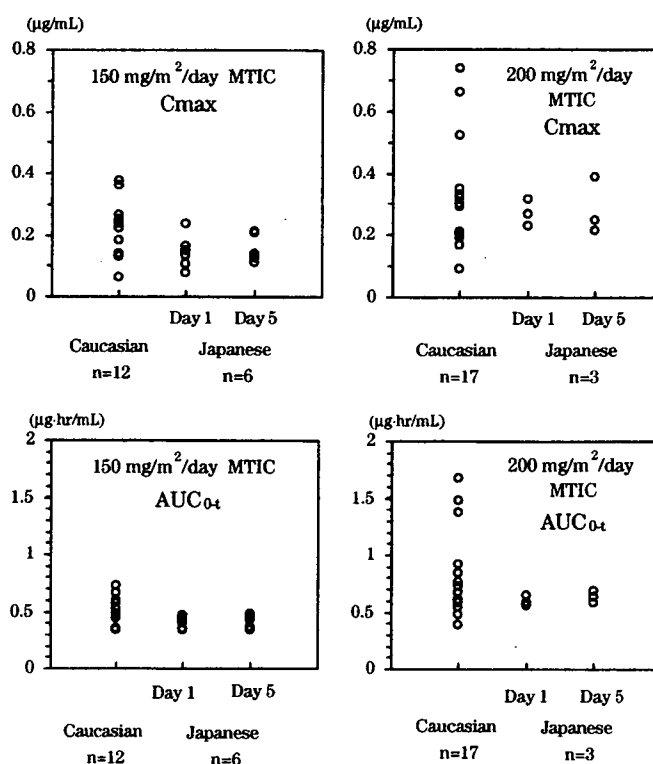 (μg/mL)
0.8
0.6
0.4
0.2
0
150 mg/m²/day MTIC
Cmax
Day 1 Day 5
Caucasian Japanese
n=12 n=6
(μg/mL)
0.8
0.6
0.4
0.2
0
200 mg/m²/day
MTIC
Cmax
Day 1 Day 5
Caucasian Japanese
n=17 n=3
(μg·hr/mL)
2
1.5
1
0.5
0
150 mg/m²/day MTIC
AUC₀₋t
Day 1 Day 5
Caucasian Japanese
n=12 n=6
(μg·hr/mL)
2
1.5
1
0.5
0
200 mg/m²/day
MTIC
AUC₀₋t
Day 1 Day 5
Caucasian Japanese
n=17 n=3